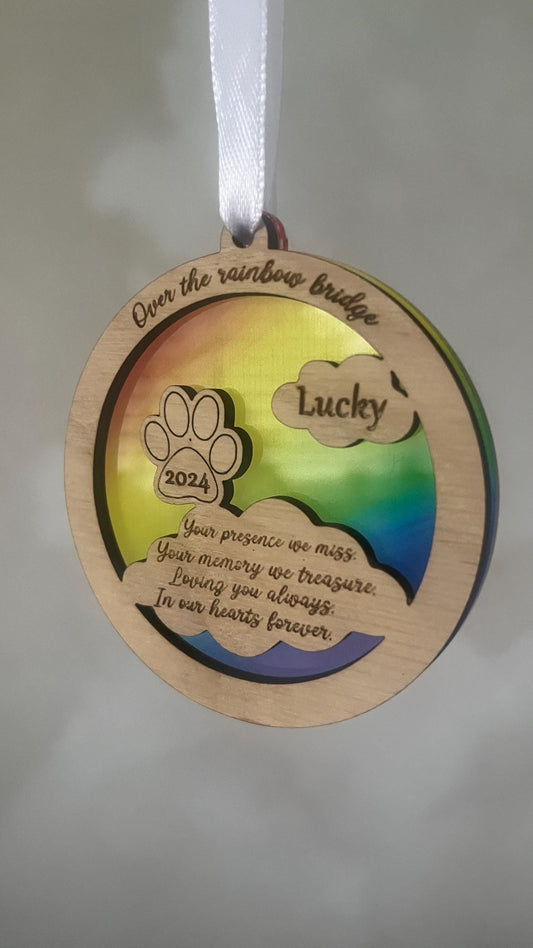 Over the rainbow bridge
Lucky
2024
Your presence we miss.
Your memory we treasure.
Loving you always.
In our hearts forever.